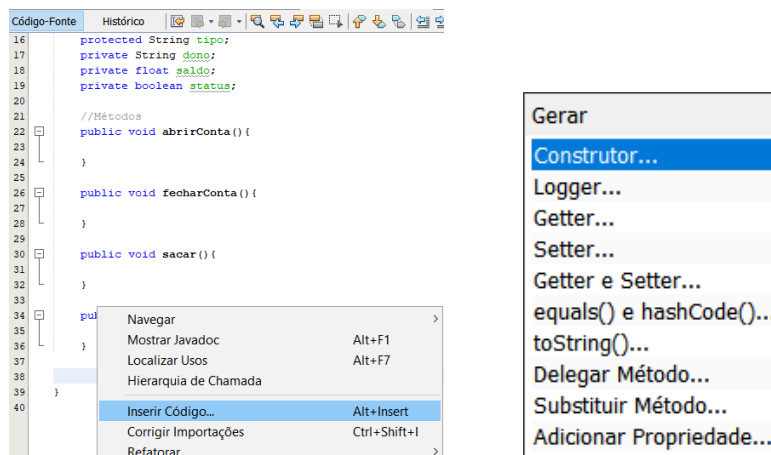 Código-Fonte Histórico
16 protected String tipo;
17 private String dono;
18 private float saldo;
19 private boolean status;
20
21 //Métodos
22 public void abrirConta(){
23
24 }
25
26 public void fecharConta(){
27
28 }
29
30 public void sacar(){
31
32 }
33
34
35
36 }
37
38
39 }
40
Navegar
Mostrar Javadoc Alt+F1
Localizar Usos Alt+F7
Hierarquia de Chamada
Inserir Código... Alt+Insert
Corrigir Importações Ctrl+Shift+I
Refatorar
Gerar
Construtor...
Logger...
Getter...
Setter...
Getter e Setter...
equals() e hashCode()...
toString()...
Delegar Método...
Substituir Método...
Adicionar Propriedade...